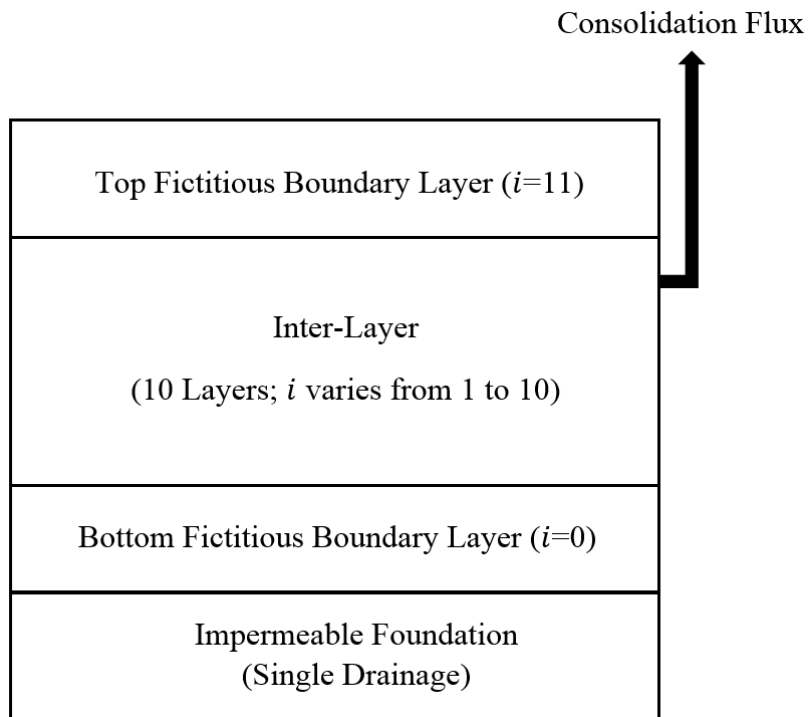 Consolidation Flux
Top Fictitious Boundary Layer (i=11)
Inter-Layer
(10 Layers; i varies from 1 to 10)
Bottom Fictitious Boundary Layer (i=0)
Impermeable Foundation
(Single Drainage)